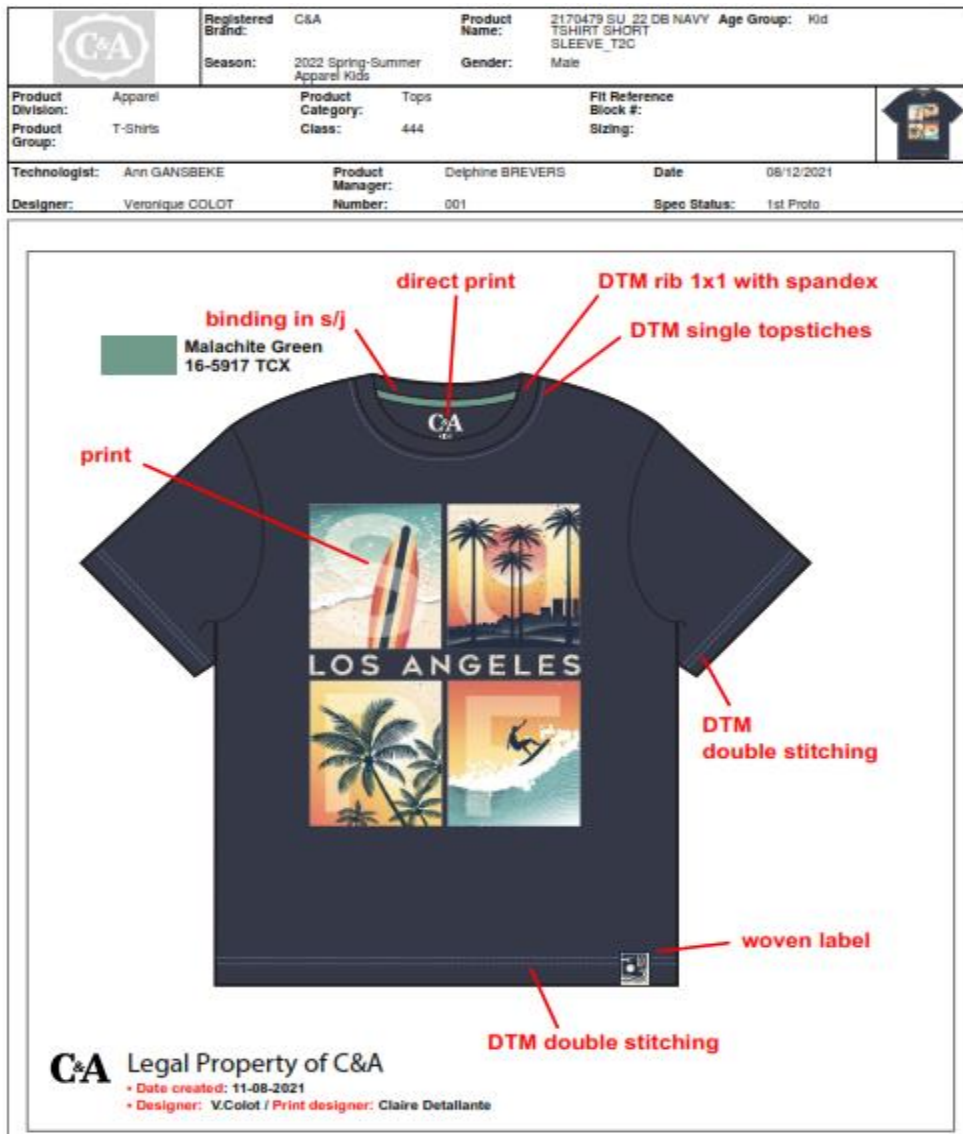 C&A
Registered Brand: C&A
Product Name: 2170479 SU_22 DB NAVY TSHIRT SHORT SLEEVE_T2C
Age Group: Kid
Season: 2022 Spring-Summer Apparel Kids
Gender: Male
Product Division: Apparel
Product Category: Tops
Fit Reference Block #:
Product Group: T-Shirts
Class: 444
Sizing:
Technologist: Ann GANSBEKE
Product Manager: Delphine BREVERS
Date 08/12/2021
Designer: Veronique COLOT
Number: 001
Spec Status: 1st Proto
direct print
DTM rib 1x1 with spandex
binding in s/j
DTM single topstiches
Malachite Green
16-5917 TCX
C&A
print
LOS ANGELES
DTM
double stitching
woven label
DTM double stitching
C&A Legal Property of C&A
• Date created: 11-08-2021
• Designer: V.Colot / Print designer: Claire Detallante